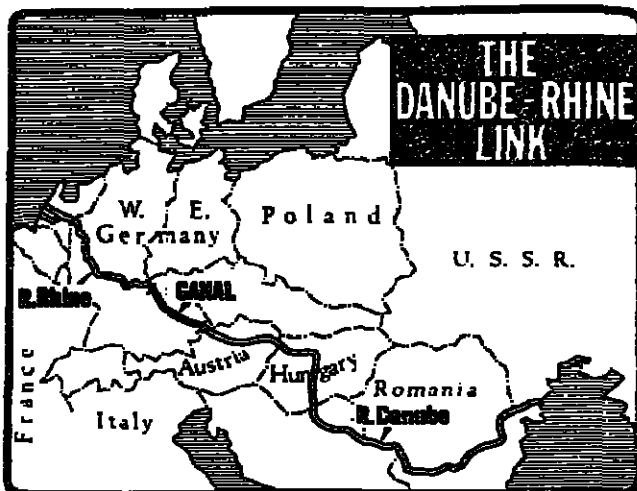 THE
DANUBE-RHINE
LINK
W.
E.
Germany
Poland
U. S. S. R.
R.Rhine
CANAL
France
Austria
Hungary
Romania
Italy
R.Danube